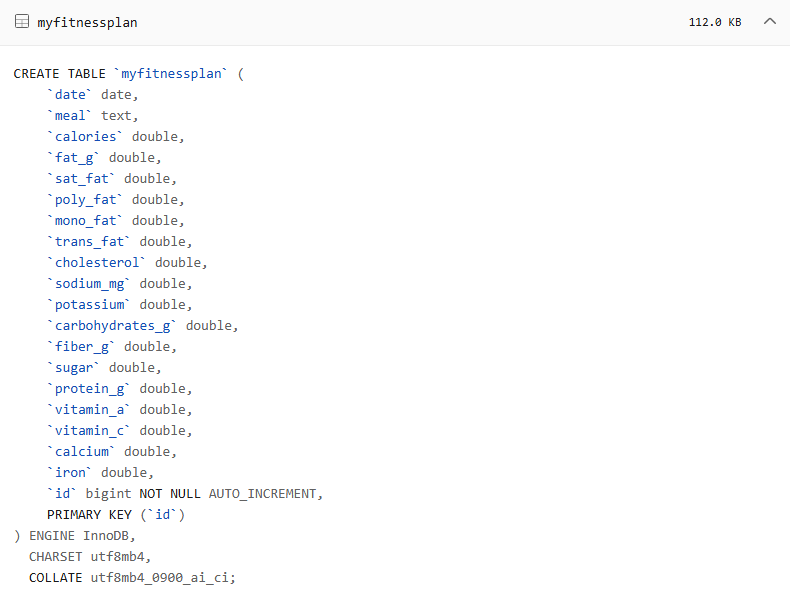 myfitnessplan 112.0 KB
CREATE TABLE `myfitnessplan` (
`date` date,
`meal` text,
`calories` double,
`fat_g` double,
`sat_fat` double,
`poly_fat` double,
`mono_fat` double,
`trans_fat` double,
`cholesterol` double,
`sodium_mg` double,
`potassium` double,
`carbohydrates_g` double,
`fiber_g` double,
`sugar` double,
`protein_g` double,
`vitamin_a` double,
`vitamin_c` double,
`calcium` double,
`iron` double,
`id` bigint NOT NULL AUTO_INCREMENT,
PRIMARY KEY (`id`)
) ENGINE InnoDB,
CHARSET utf8mb4,
COLLATE utf8mb4_0900_ai_ci;